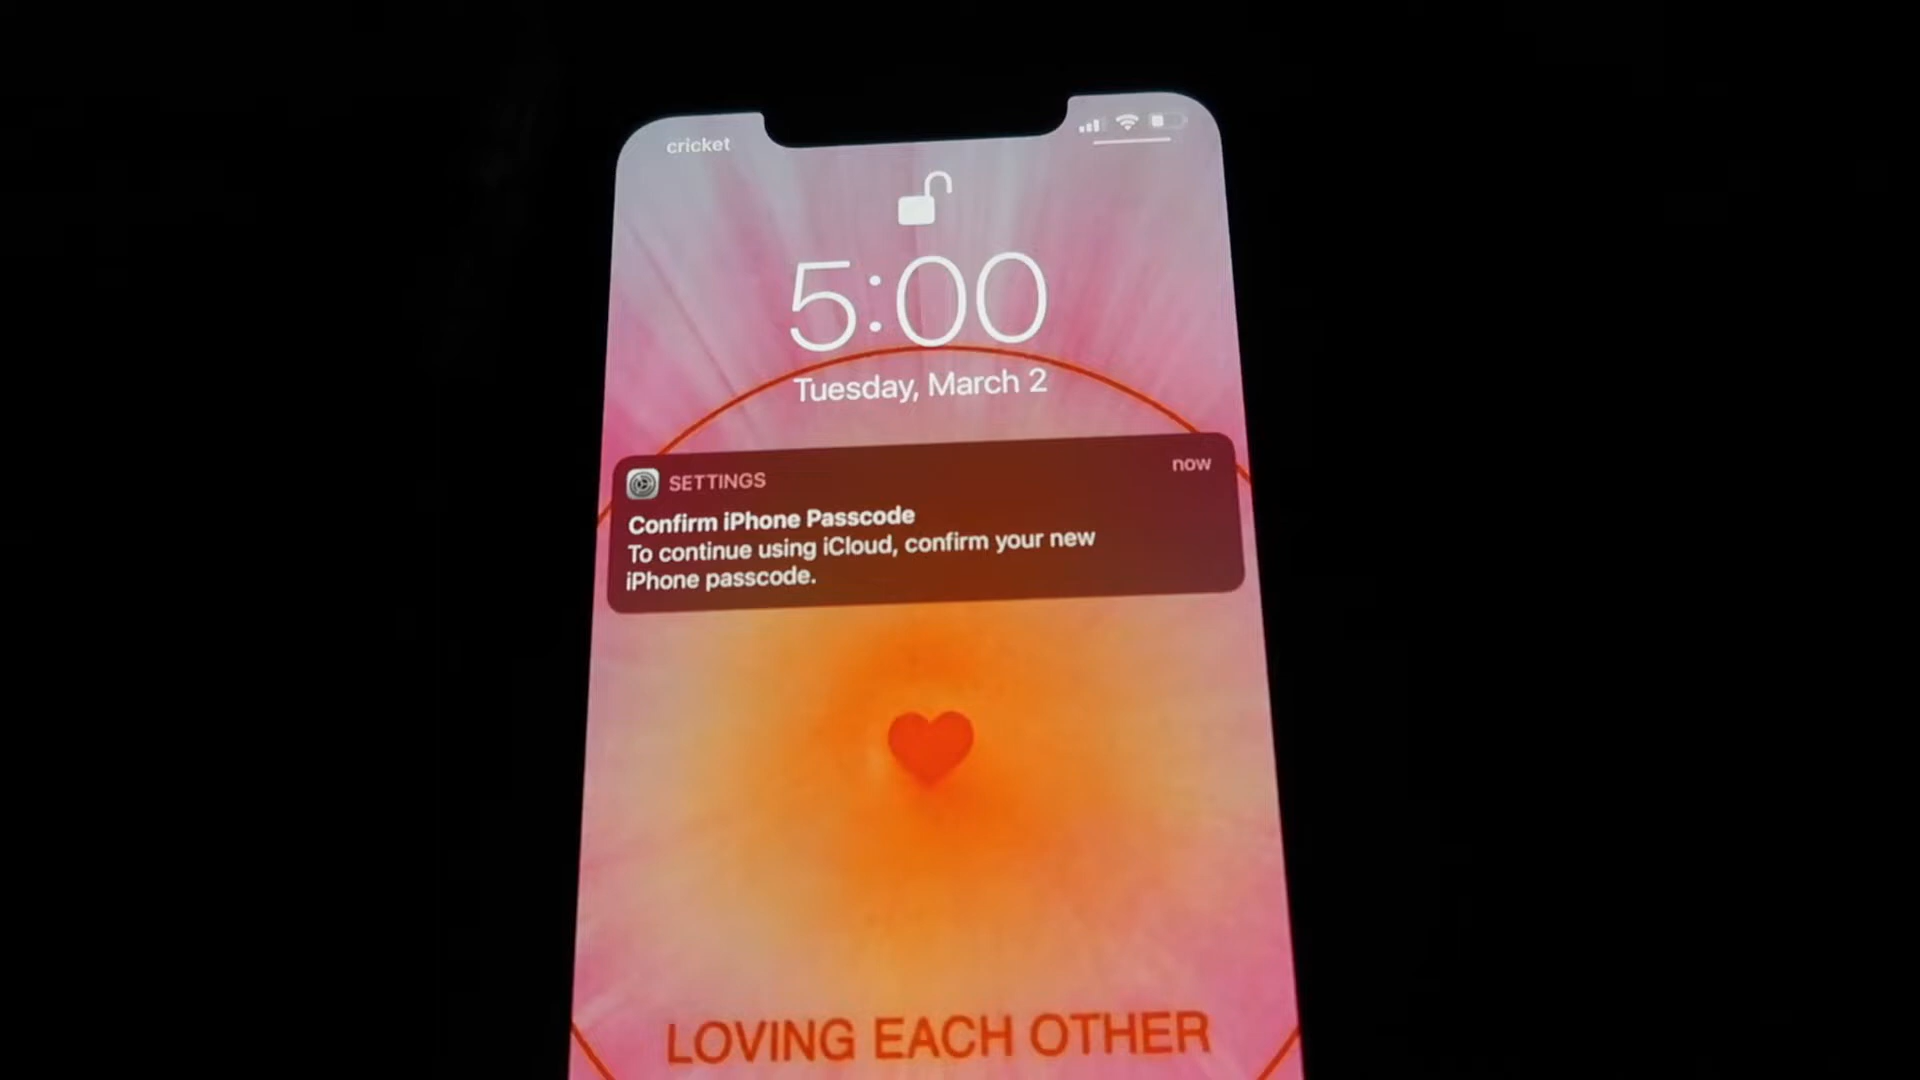 cricket
5:00
Tuesday, March 2
SETTINGS
now
Confirm iPhone Passcode
To continue using iCloud, confirm your new
iPhone passcode.
LOVING EACH OTHER